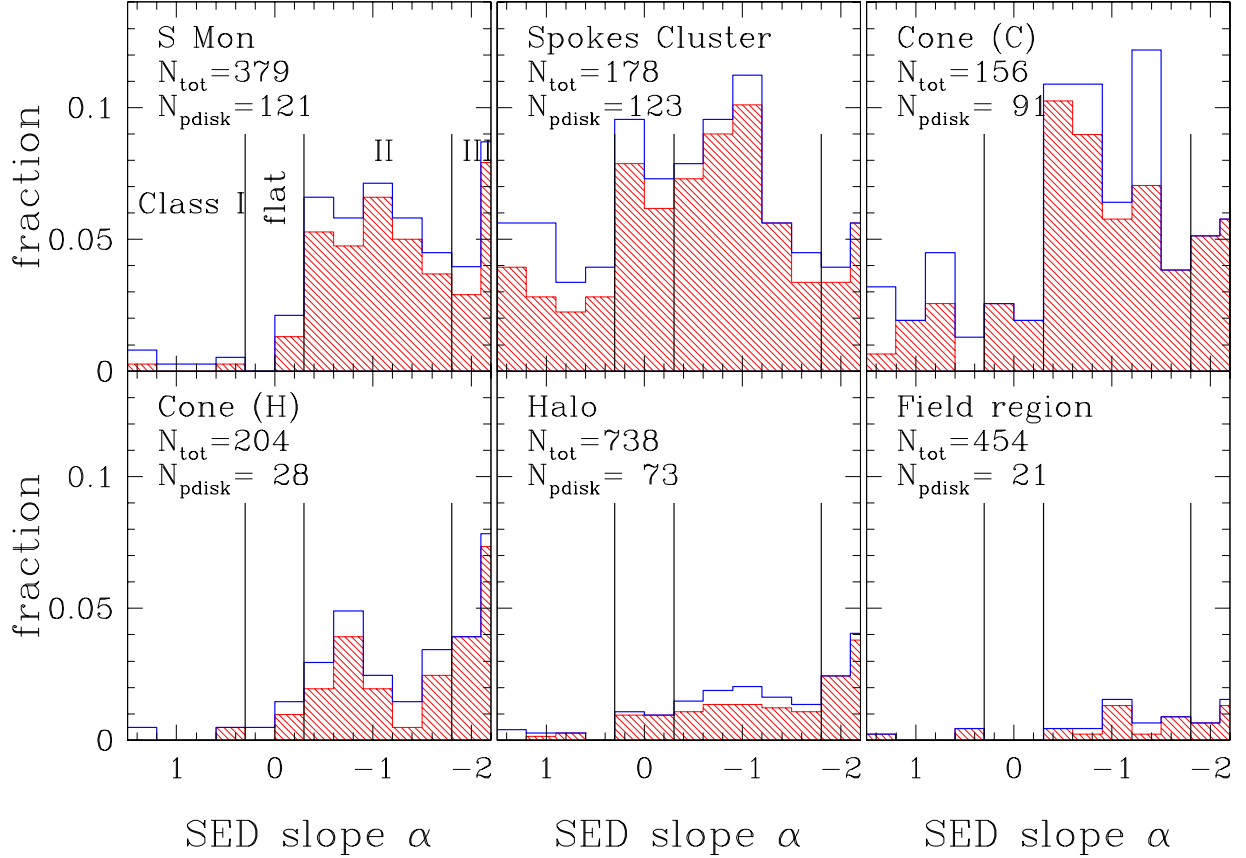 S Mon
N_tot=379
N_pdisk=121
Class I
flat
II
III
Spokes Cluster
N_tot=178
N_pdisk=123
Cone (C)
N_tot=156
N_pdisk= 91
0.1
0.05
0
fraction
Cone (H)
N_tot=204
N_pdisk= 28
Halo
N_tot=738
N_pdisk= 73
Field region
N_tot=454
N_pdisk= 21
0.1
0.05
0
fraction
1 0 −1 −2
1 0 −1 −2
1 0 −1 −2
SED slope α
SED slope α
SED slope α